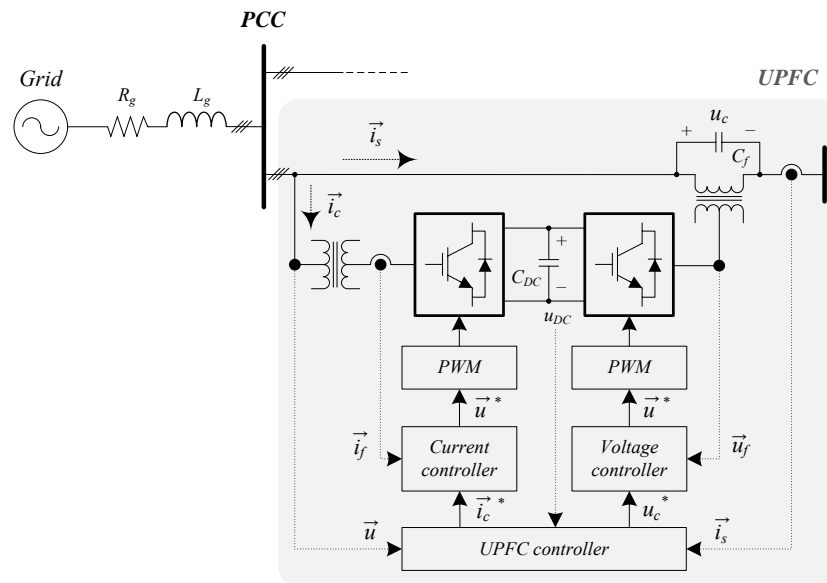 PCC
Grid
UPFC
R_g
L_g
u_c
+
−
C_f
i_s
i_c
+
C_DC
−
u_DC
PWM
PWM
u *
u *
i_f
Current controller
Voltage controller
u_f
i_c *
u_c *
u
UPFC controller
i_s